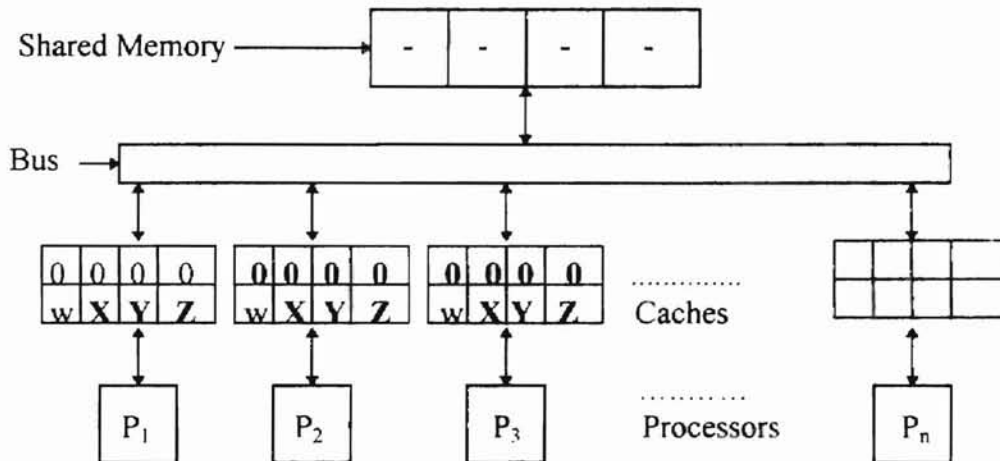 Shared Memory
- - - -
Bus
0 0 0 0
w X Y Z
0 0 0 0
w X Y Z
0 0 0 0
w X Y Z
............
Caches
P1
P2
P3
............
Processors
Pn